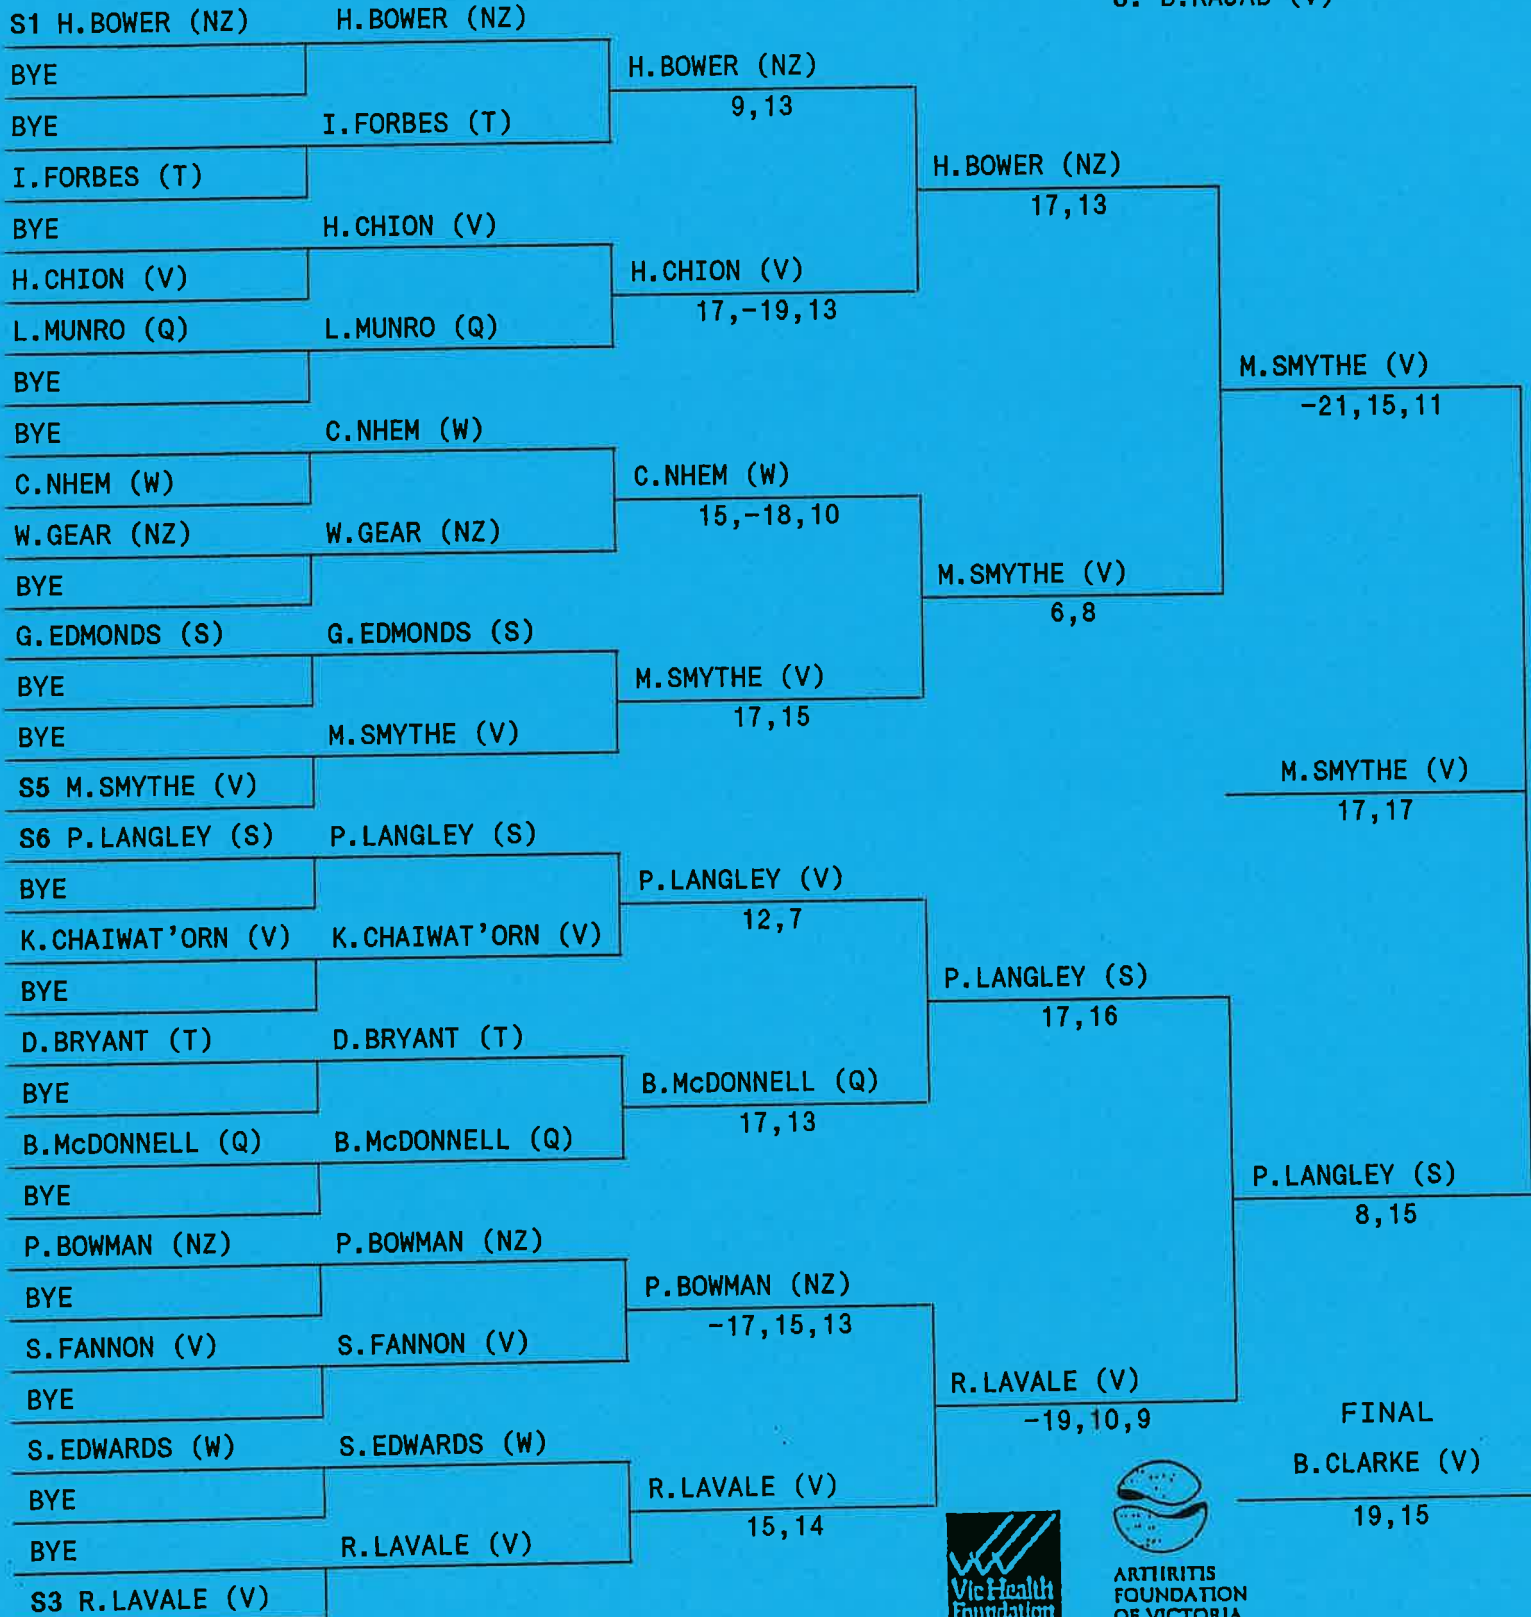 S1 H.BOWER (NZ)
BYE
BYE
I.FORBES (T)
BYE
H.CHION (V)
L.MUNRO (Q)
BYE
BYE
C.NHEM (W)
W.GEAR (NZ)
BYE
G.EDMONDS (S)
BYE
BYE
S5 M.SMYTHE (V)
S6 P.LANGLEY (S)
BYE
K.CHAIWAT'ORN (V)
BYE
D.BRYANT (T)
BYE
B.McDONNELL (Q)
BYE
P.BOWMAN (NZ)
BYE
S.FANNON (V)
BYE
S.EDWARDS (W)
BYE
BYE
S3 R.LAVALE (V)
H.BOWER (NZ)
I.FORBES (T)
H.CHION (V)
L.MUNRO (Q)
C.NHEM (W)
W.GEAR (NZ)
G.EDMONDS (S)
M.SMYTHE (V)
P.LANGLEY (S)
K.CHAIWAT'ORN (V)
D.BRYANT (T)
B.McDONNELL (Q)
P.BOWMAN (NZ)
S.FANNON (V)
S.EDWARDS (W)
R.LAVALE (V)
H.BOWER (NZ)
9,13
H.CHION (V)
17,-19,13
C.NHEM (W)
15,-18,10
M.SMYTHE (V)
17,15
P.LANGLEY (V)
12,7
B.McDONNELL (Q)
17,13
P.BOWMAN (NZ)
-17,15,13
R.LAVALE (V)
15,14
H.BOWER (NZ)
17,13
M.SMYTHE (V)
6,8
P.LANGLEY (S)
17,16
R.LAVALE (V)
-19,10,9
M.SMYTHE (V)
-21,15,11
M.SMYTHE (V)
17,17
P.LANGLEY (S)
8,15
FINAL
B.CLARKE (V)
19,15
Vic Health
Foundation
ARTHRITIS
FOUNDATION
OF VICTORIA